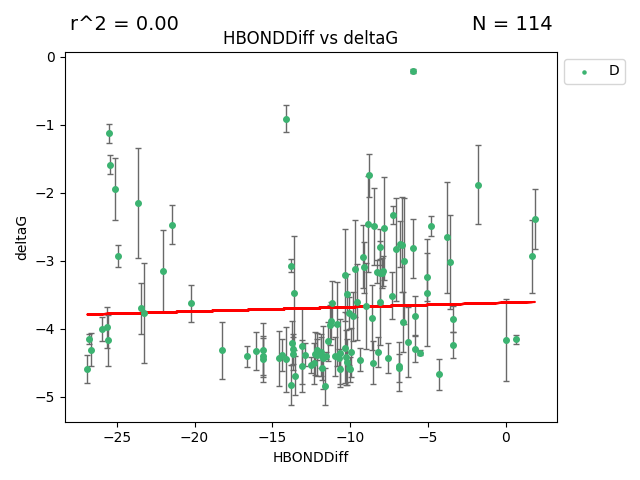 r^2 = 0.00
N = 114
HBONDDiff vs deltaG
D
deltaG
0
−1
−2
−3
−4
−5
−25
−20
−15
−10
−5
0
HBONDDiff